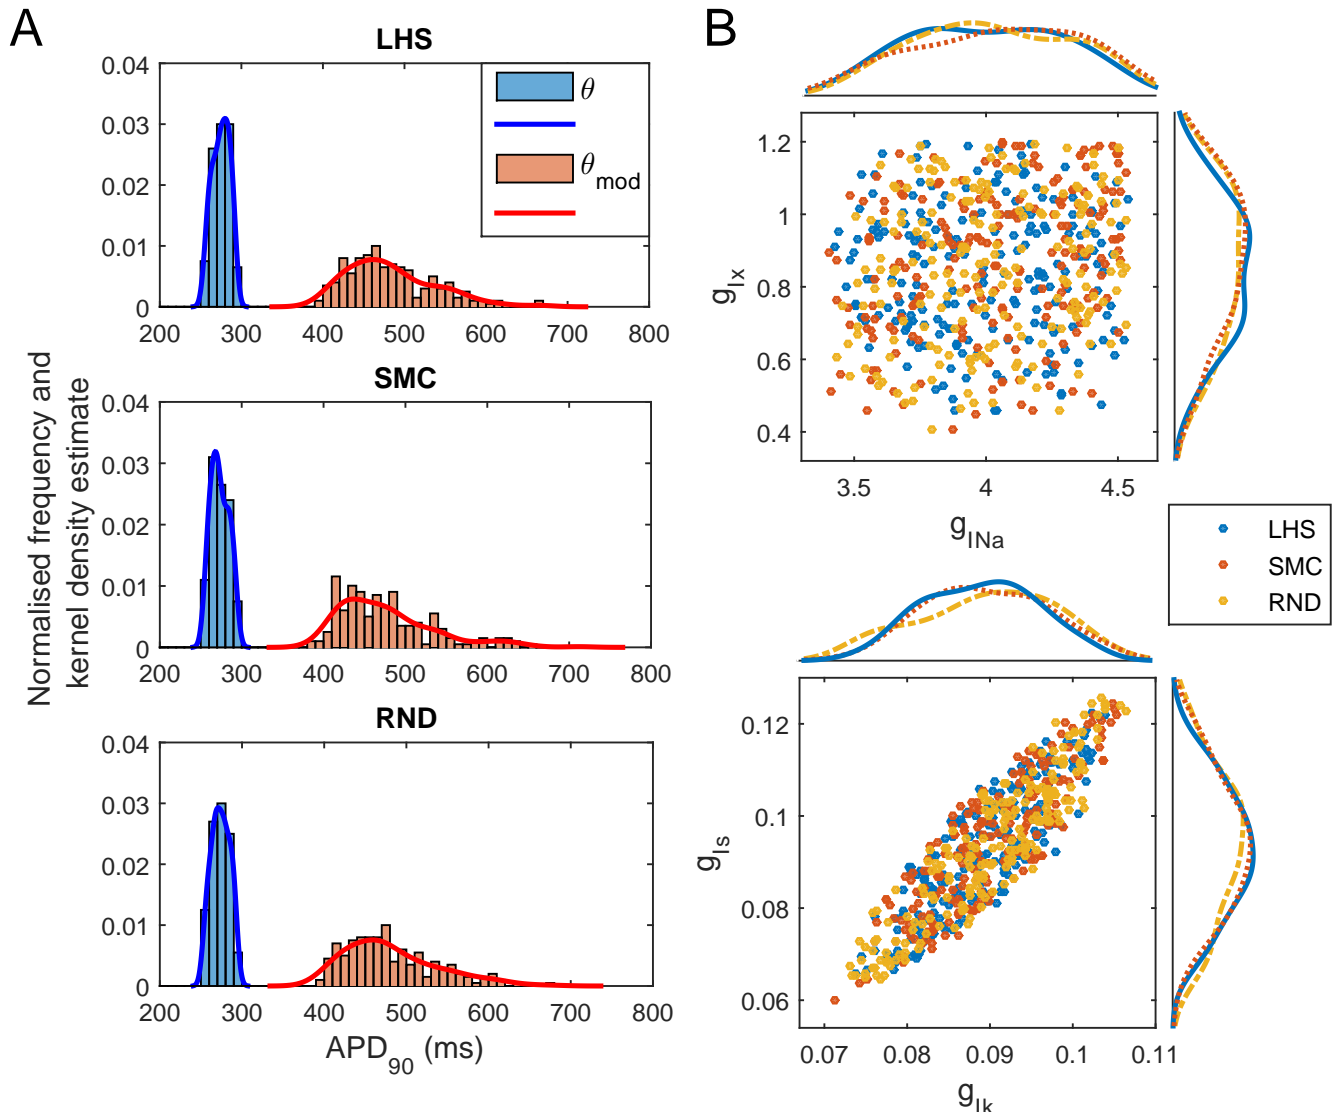 A
LHS
0.04
0.03
0.02
0.01
0
200 300 400 500 600 700 800
θ
θmod
SMC
0.04
0.03
0.02
0.01
0
200 300 400 500 600 700 800
RND
0.04
0.03
0.02
0.01
0
200 300 400 500 600 700 800
APD90 (ms)
Normalised frequency and
kernel density estimate
B
1.2
1
0.8
0.6
0.4
gIx
3.5 4 4.5
gINa
LHS
SMC
RND
0.12
0.1
0.08
0.06
gIs
0.07 0.08 0.09 0.1 0.11
gIk